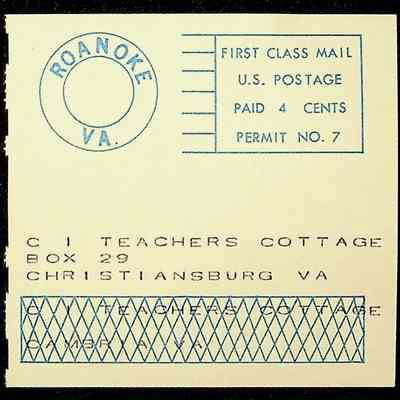 ROANOKE
VA.
FIRST CLASS MAIL
U.S. POSTAGE
PAID 4 CENTS
PERMIT NO. 7
C I TEACHERS COTTAGE
BOX 29
CHRISTIANSBURG VA
C I TEACHERS COTTAGE
CAMBRIA VA